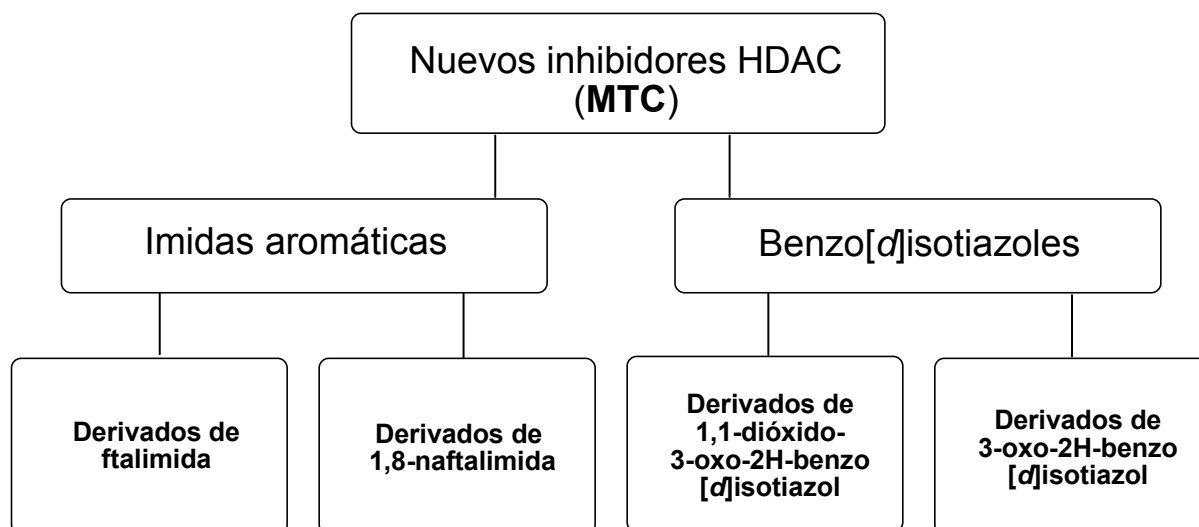 Nuevos inhibidores HDAC
(MTC)
Imidas aromáticas
Benzo[d]isotiazoles
Derivados de
ftalimida
Derivados de
1,8-naftalimida
Derivados de
1,1-dióxido-
3-oxo-2H-benzo
[d]isotiazol
Derivados de
3-oxo-2H-benzo
[d]isotiazol